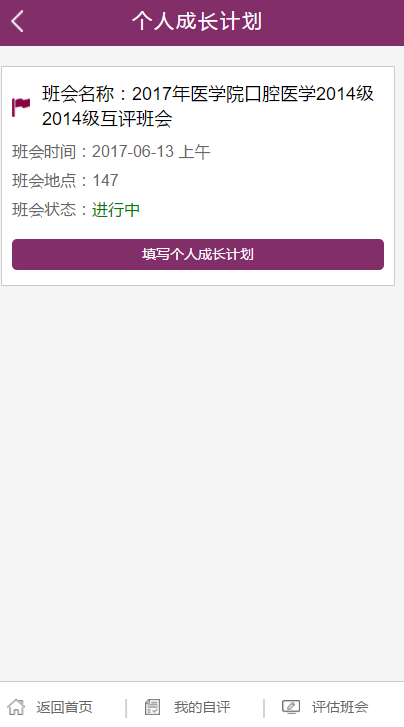 个人成长计划
班会名称：2017年医学院口腔医学2014级
2014级互评班会
班会时间：2017-06-13 上午
班会地点：147
班会状态：进行中
填写个人成长计划
返回首页
我的自评
评估班会